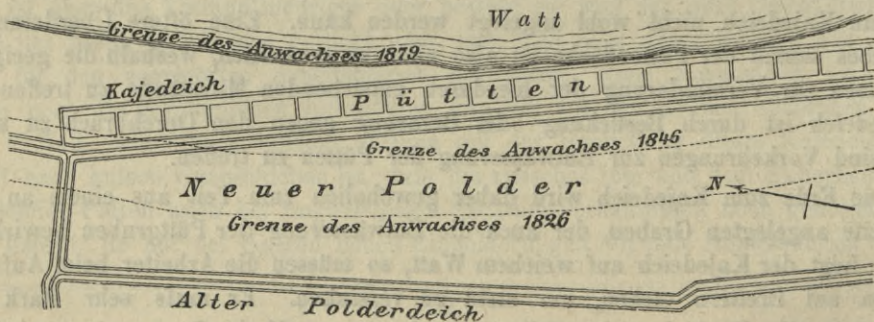 Watt
Grenze des Anwachses 1879
Kajedeich
Pütten
Grenze des Anwachses 1846
Neuer Polder
N
Grenze des Anwachses 1826
Alter Polderdeich